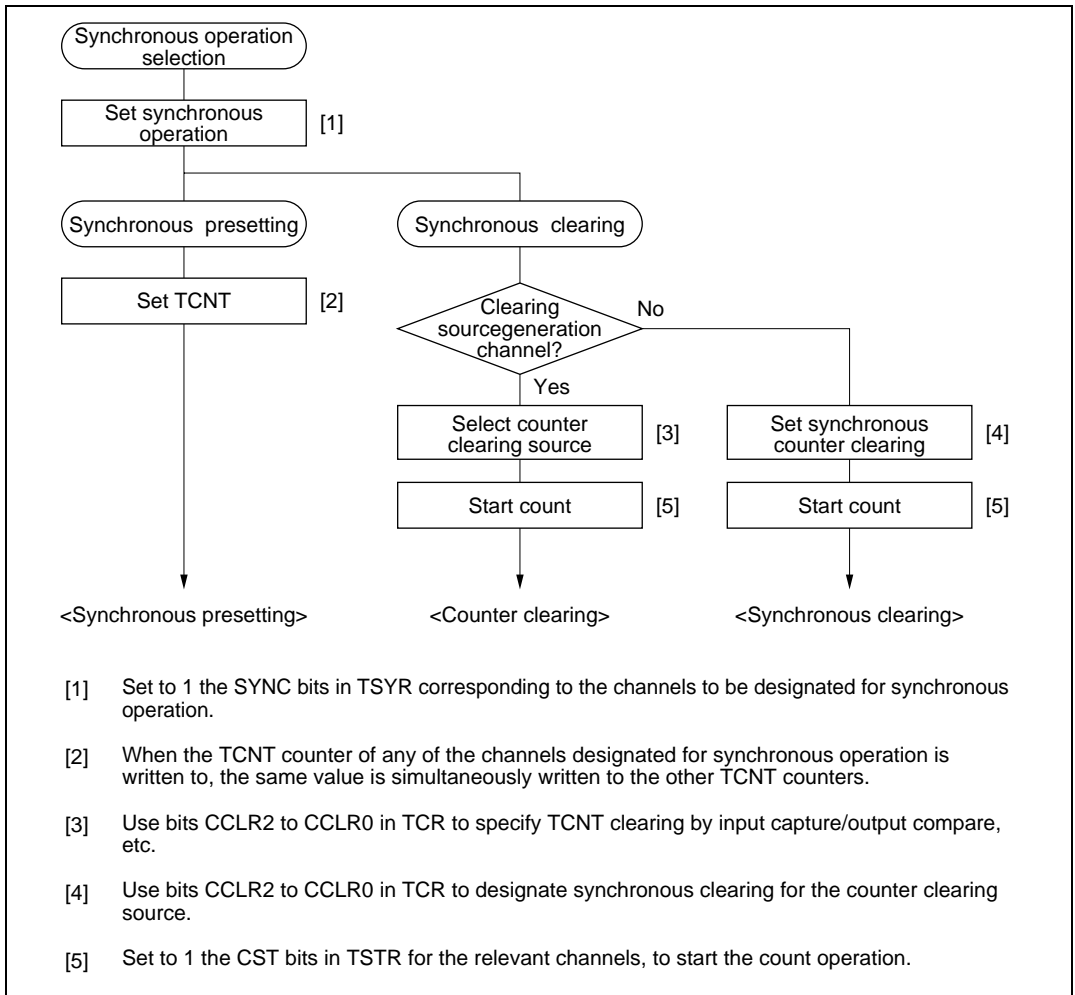 Synchronous operation
selection
Set synchronous
operation
[1]
Synchronous presetting
Synchronous clearing
Set TCNT
[2]
Clearing
sourcegeneration
channel?
No
Yes
Select counter
clearing source
[3]
Set synchronous
counter clearing
[4]
Start count
[5]
Start count
[5]
<Synchronous presetting>
<Counter clearing>
<Synchronous clearing>
[1] Set to 1 the SYNC bits in TSYR corresponding to the channels to be designated for synchronous
operation.
[2] When the TCNT counter of any of the channels designated for synchronous operation is
written to, the same value is simultaneously written to the other TCNT counters.
[3] Use bits CCLR2 to CCLR0 in TCR to specify TCNT clearing by input capture/output compare,
etc.
[4] Use bits CCLR2 to CCLR0 in TCR to designate synchronous clearing for the counter clearing
source.
[5] Set to 1 the CST bits in TSTR for the relevant channels, to start the count operation.